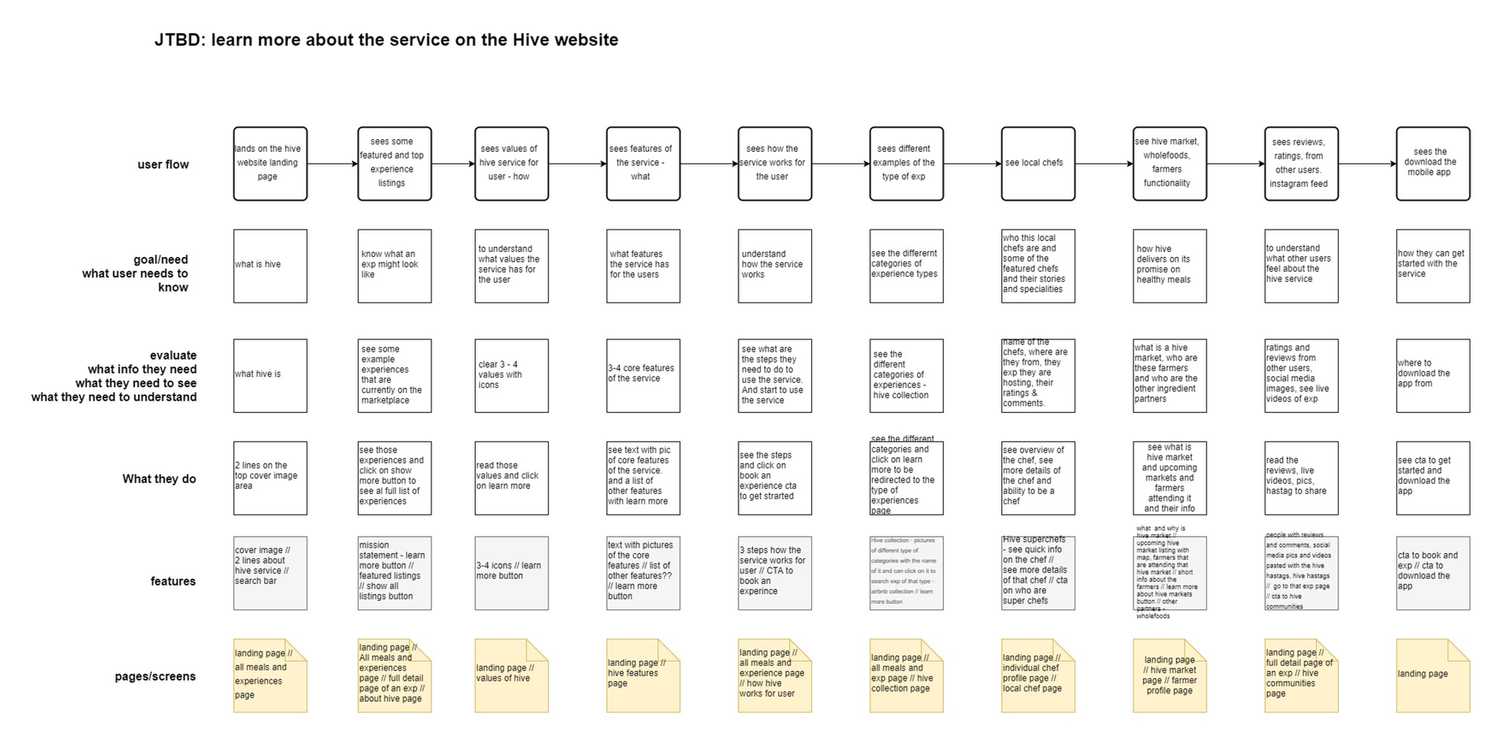 JTBD: learn more about the service on the Hive website
user flow
lands on the hive
website landing
page
sees some
featured and top
experience
listings
sees values of
hive service for
user - how
sees features of
the service -
what
sees how the
service works for
the user
sees different
examples of the
type of exp
see local chefs
see hive market,
wholefoods,
farmers
functionality
sees reviews,
ratings, from
other users.
instagram feed
sees the
download the
mobile app
goal/need
what user needs to
know
what is hive
know what an
exp might look
like
to understand
what values the
service has for
the user
what features
the service has
for the users
understand
how the service
works
see the differernt
categories of
experience types
who this local
chefs are and
some of the
featured chefs
and their stories
and specialities
how hive
delivers on its
promise on
healthy meals
to understand
what other users
feel about the
hive service
how they can get
started with the
service
evaluate
what info they need
what they need to see
what they need to understand
what hive is
see some
example
experiences
that are
currently on the
marketplace
clear 3 - 4
values with
icons
3-4 core features
of the service
see what are
the steps they
need to do to
use the service.
And start to use
the service
see the
different
categories of
experiences -
hive collection
name of the
chefs, where are
they from, they
exp they are
hosting, their
ratings &
comments.
what is a hive
market, who are
these farmers
and who are the
other ingredient
partners
ratings and
reviews from
other users,
social media
images, see live
videos of exp
where to
download the
app from
What they do
2 lines on the
top cover image
area
see those
experiences and
click on show
more button to
see al full list of
experiences
read those
values and click
on learn more
see text with pic
of core features
of the service.
and a list of
other features
with learn more
see the steps
and click on
book an
experience cta
to get strarted
see the different
categories and
click on learn
more to be
redirected to the
type of
experiences
page
see overview of
the chef, see
more details of
the chef and
ability to be a
chef
see what is
hive market
and upcoming
markets and
farmers
attending it
and their info
read the
reviews, live
videos, pics,
hastag to share
see cta to get
started and
download the
app
features
cover image //
2 lines about
hive service //
search bar
mission
statement - learn
more button //
featured listings
// show all
listings button
3-4 icons // learn
more button
text with pictures
of the core
features // list of
other features??
// learn more
button
3 steps how the
service works for
user // CTA to
book an
experince
Hive collection - pictures
of different type of
categories with the name
of it and can click on it to
search exp of that type -
airbnb collection // learn
more button
Hive superchefs
- see quick info
on the chef //
see more details
of that chef // cta
on who are
super chefs
what and why is
hive market //
upcoming hive
market listing with
map, farmers that
are attending that
hive market // short
info about the
farmers // learn more
about hive markets
button // other
partners -
wholefoods
people with reviews
and comments, social
media pics and videos
pasted with the hive
hastags, hive hastags
// go to that exp page
// cta to hive
communities
cta to book and
exp // cta to
download the
app
pages/screens
landing page //
all meals and
experiences
page
landing page //
All meals and
experiences
page // full detail
page of an exp //
about hive page
landing page //
values of hive
landing page //
hive features
page
landing page //
all meals and
experience page
// how hive
works for user
landing page //
all meals and
exp page // hive
collection page
landing page //
individual chef
profile page //
local chef page
landing page
// hive market
page // farmer
profile page
landing page //
full detail page of
an exp // hive
communities
page
landing page